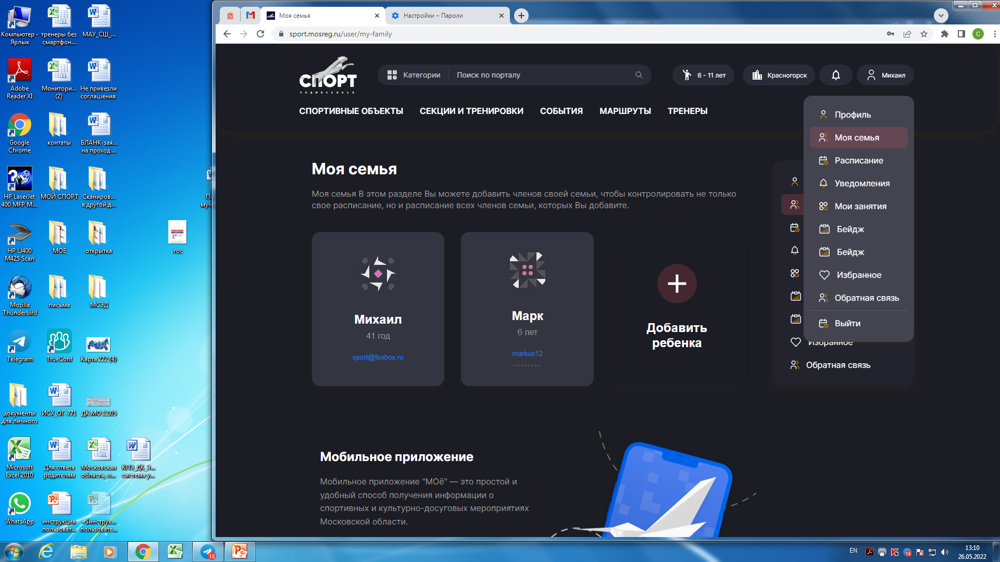 Моя семья
Настройки – Пароли
sport.mosreg.ru/user/my-family
C
СПОРТ
ПОДМОСКОВЬЯ
Категории
Поиск по порталу
6 - 11 лет
Красногорск
Михаил
СПОРТИВНЫЕ ОБЪЕКТЫ
СЕКЦИИ И ТРЕНИРОВКИ
СОБЫТИЯ
МАРШРУТЫ
ТРЕНЕРЫ
Профиль
Моя семья
Расписание
Уведомления
Мои занятия
Бейдж
Бейдж
Избранное
Обратная связь
Выйти
Избранное
Обратная связь
Моя семья
Моя семья В этом разделе Вы можете добавить членов своей семьи, чтобы контролировать не только
свое расписание, но и расписание всех членов семьи, которых Вы добавите.
Михаил
41 год
sport@fexbox.ru
Марк
6 лет
markus12
Добавить
ребенка
Мобильное приложение
Мобильное приложение "МОё" — это простой и
удобный способ получения информации о
спортивных и культурно-досуговых мероприятиях
Московской области.
Компьютер -
Ярлык
тренеры без
смартфон...
МАУ_СШ_...
Adobe
Reader XI
Монитори...
(2)
Не привезли
соглашения
Google
Chrome
контаты
БЛАНК-зая...
на проход ...
HP LaserJet
400 MFP M...
МОЙ СПОРТ
Сканиров...
в другой д...
HP LJ400
M425 Scan
МОЕ
открытка
гос
Mozilla
Thunderbird
письма
МСЭД
Telegram
TrueConf
Карта 222 (4)
документы
для личного
ИСХ_ОГ-771
ДК МО 12.05
Microsoft
Excel 2010
Для ответа
родителям
Московская
область, о...
КПЭ_ДК_Э...
система у...
WhatsApp
инструкция
пользоват...
~$инструк...
пользовате...
16
EN
16
13:10
26.05.2022